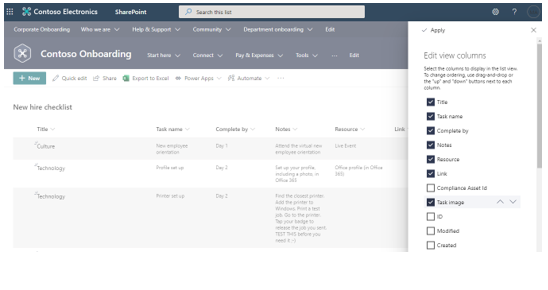 Contoso Electronics SharePoint Search this list ?
Corporate Onboarding Who we are Help & Support Community Department onboarding Edit
Contoso Onboarding Start here Connect Pay & Expenses Tools ··· Edit
+ New Quick edit Share Export to Excel Power Apps Automate ···
New hire checklist
Title Task name Complete by Notes Resource Link
Culture New employee Day 1 Attend the virtual new Live Event
orientation employee orientation
Technology Profile set up Day 2 Set up your profile Office profile (in Office
including a photo, in 365)
Office 365
Technology Printer set up Day 2 Find the closest printer.
Add the printer to
Windows. Print a test
job. Go to the printer.
Tap your badge to
release the job you sent.
TEST THIS before you
need it :-)
Apply
Edit view columns
Select the columns to display in the list view.
To change ordering, use drag-and-drop or
the "up" and "down" buttons next to each
column.
Title
Task name
Complete by
Notes
Resource
Link
Compliance Asset Id
Task image
ID
Modified
Created